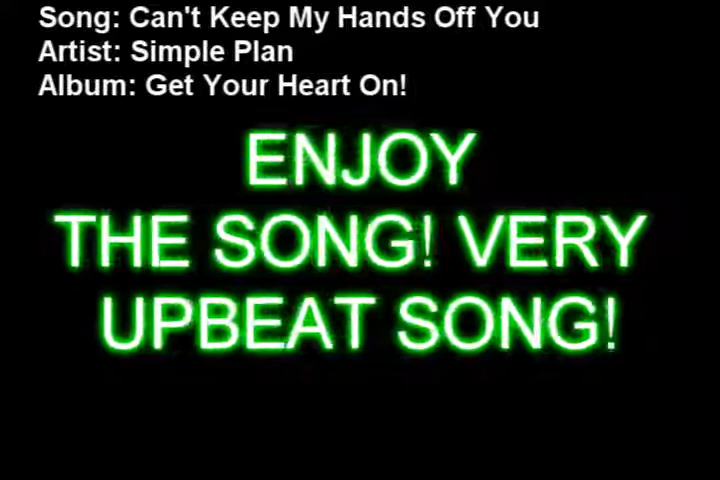 Song: Can't Keep My Hands Off You
Artist: Simple Plan
Album: Get Your Heart On!
ENJOY
THE SONG! VERY
UPBEAT SONG!